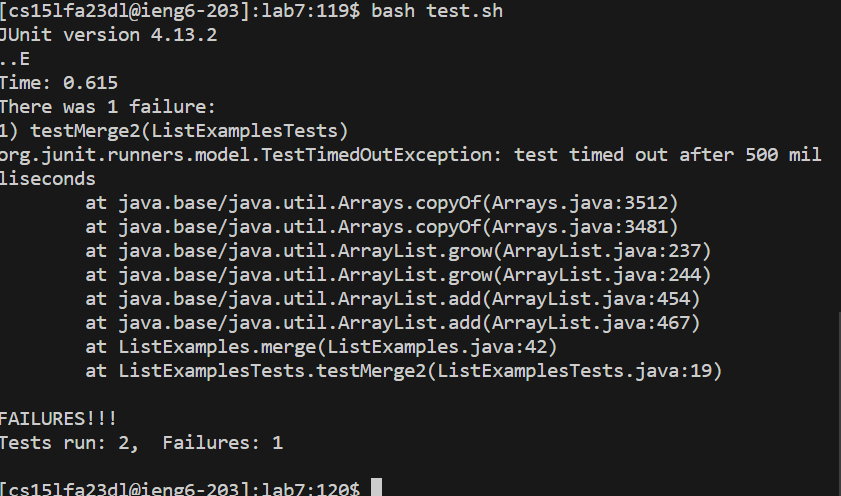 [cs15lfa23dl@ieng6-203]:lab7:119$ bash test.sh
JUnit version 4.13.2
..E
Time: 0.615
There was 1 failure:
1) testMerge2(ListExamplesTests)
org.junit.runners.model.TestTimedOutException: test timed out after 500 mil
liseconds
        at java.base/java.util.Arrays.copyOf(Arrays.java:3512)
        at java.base/java.util.Arrays.copyOf(Arrays.java:3481)
        at java.base/java.util.ArrayList.grow(ArrayList.java:237)
        at java.base/java.util.ArrayList.grow(ArrayList.java:244)
        at java.base/java.util.ArrayList.add(ArrayList.java:454)
        at java.base/java.util.ArrayList.add(ArrayList.java:467)
        at ListExamples.merge(ListExamples.java:42)
        at ListExamplesTests.testMerge2(ListExamplesTests.java:19)
FAILURES!!!
Tests run: 2,  Failures: 1
[cs15lfa23dl@ieng6-203]:lab7:120$